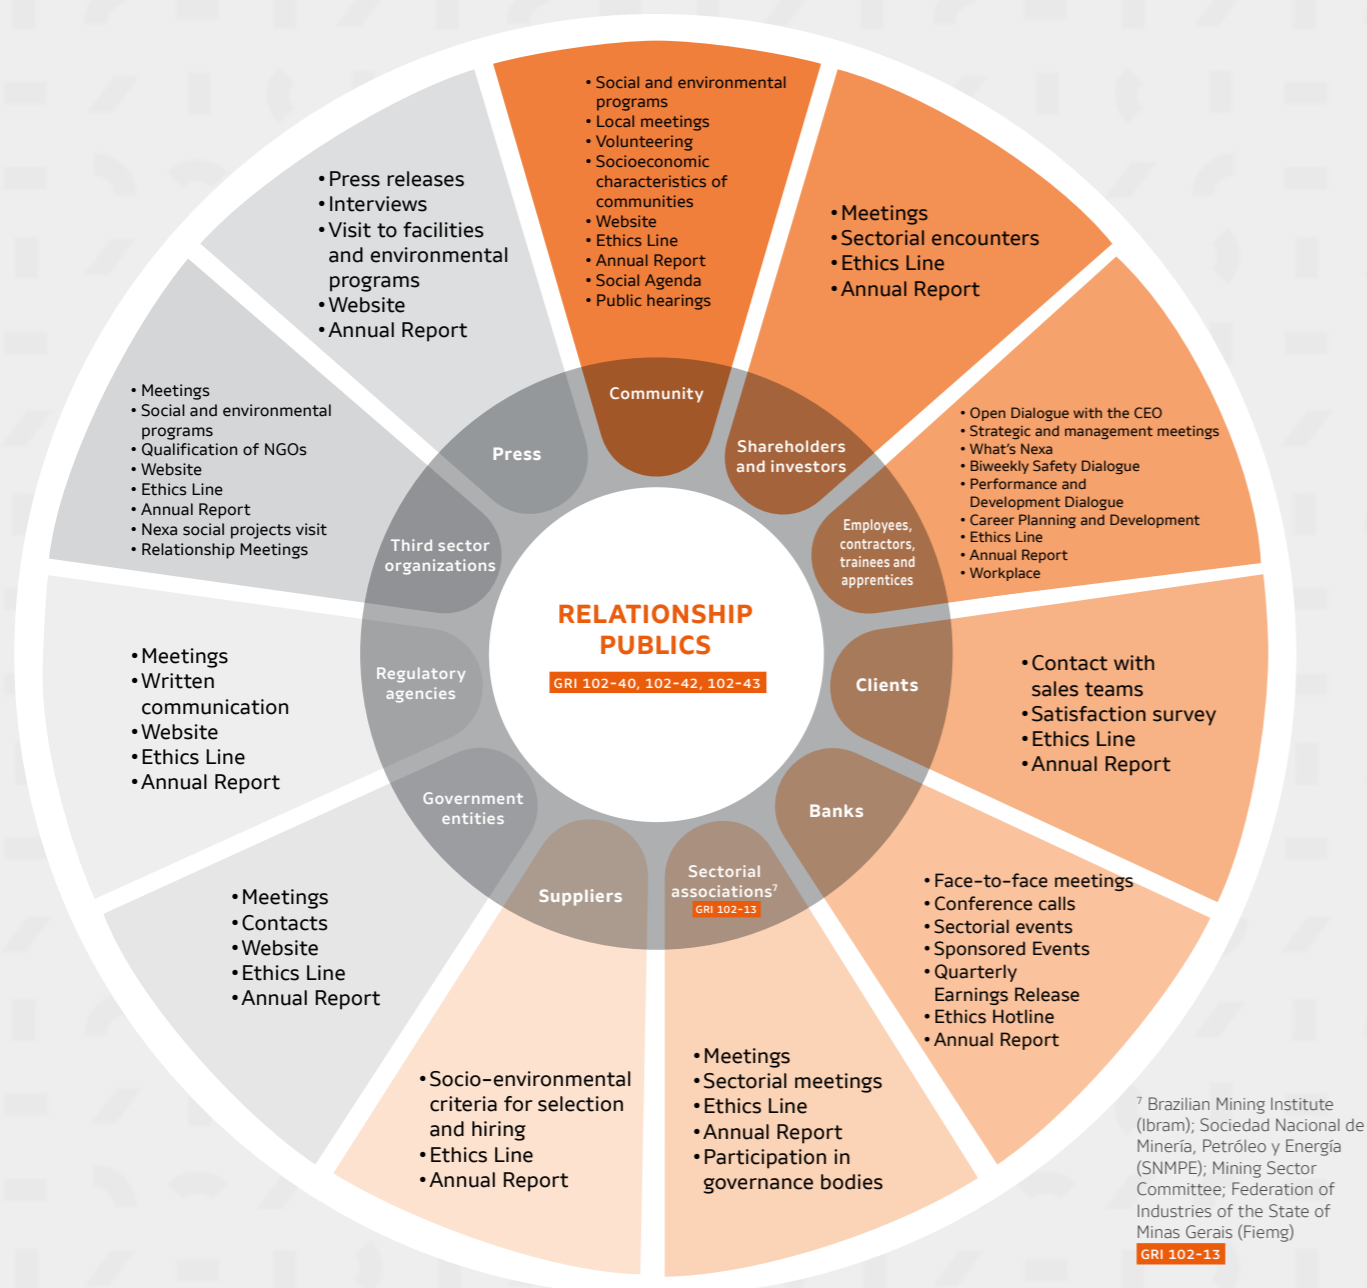 RELATIONSHIP
PUBLICS
GRI 102-40, 102-42, 102-43
Community
• Social and environmental
programs
• Local meetings
• Volunteering
• Socioeconomic
characteristics of
communities
• Website
• Ethics Line
• Annual Report
• Social Agenda
• Public hearings
Shareholders
and investors
• Meetings
• Sectorial encounters
• Ethics Line
• Annual Report
Employees,
contractors,
trainees and
apprentices
• Open Dialogue with the CEO
• Strategic and management meetings
• What's Nexa
• Biweekly Safety Dialogue
• Performance and
Development Dialogue
• Career Planning and Development
• Ethics Line
• Annual Report
• Workplace
Clients
• Contact with
sales teams
• Satisfaction survey
• Ethics Line
• Annual Report
Banks
• Face-to-face meetings
• Conference calls
• Sectorial events
• Sponsored Events
• Quarterly
Earnings Release
• Ethics Hotline
• Annual Report
Sectorial
associations⁷
GRI 102-13
• Meetings
• Sectorial meetings
• Ethics Line
• Annual Report
• Participation in
governance bodies
Suppliers
• Socio-environmental
criteria for selection
and hiring
• Ethics Line
• Annual Report
Government
entities
• Meetings
• Contacts
• Website
• Ethics Line
• Annual Report
Regulatory
agencies
• Meetings
• Written
communication
• Website
• Ethics Line
• Annual Report
Third sector
organizations
• Meetings
• Social and environmental
programs
• Qualification of NGOs
• Website
• Ethics Line
• Annual Report
• Nexa social projects visit
• Relationship Meetings
Press
• Press releases
• Interviews
• Visit to facilities
and environmental
programs
• Website
• Annual Report
⁷ Brazilian Mining Institute
(Ibram); Sociedad Nacional de
Minería, Petróleo y Energía
(SNMPE); Mining Sector
Committee; Federation of
Industries of the State of
Minas Gerais (Fiemg)
GRI 102-13